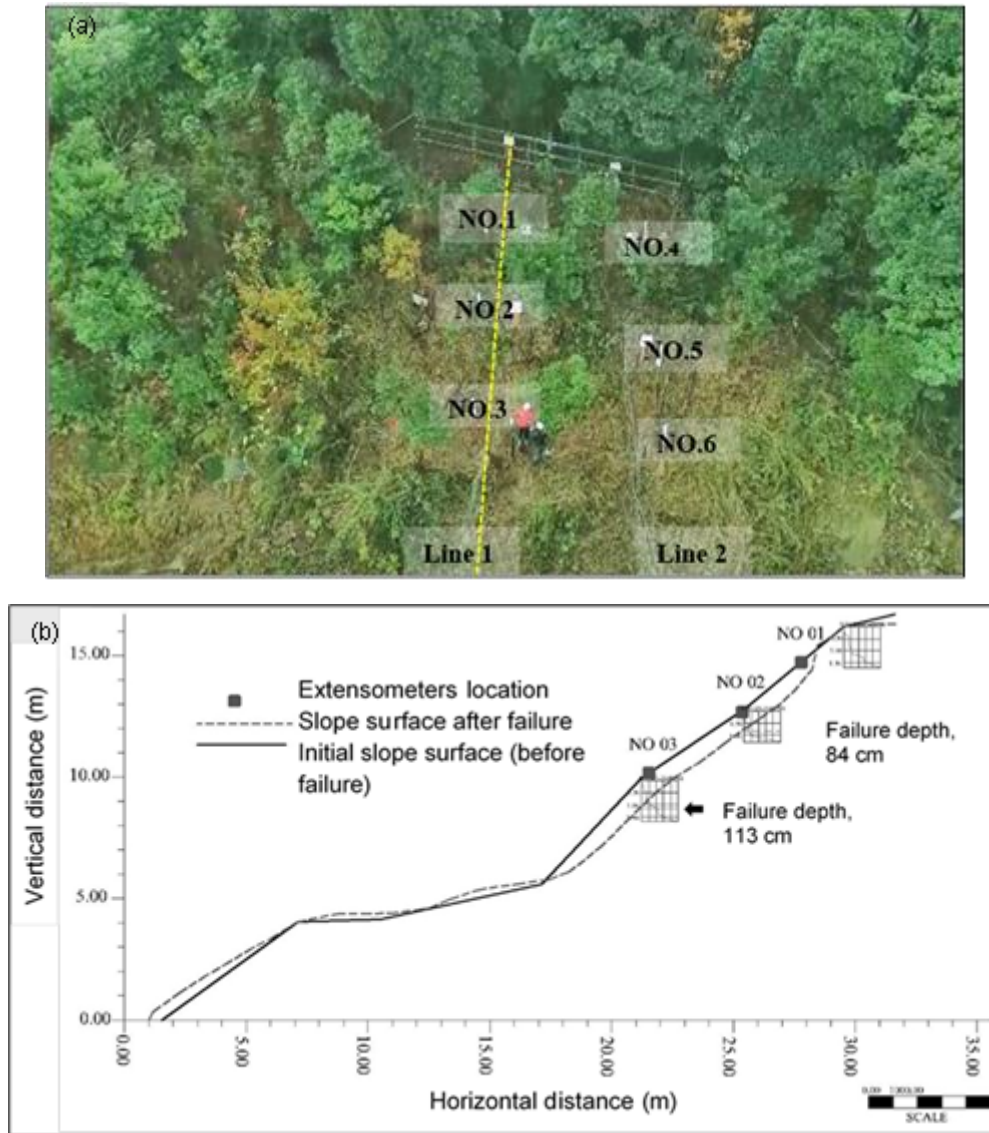 (a)
NO.1
NO.4
NO.2
NO.5
NO.3
NO.6
Line 1
Line 2
(b)
Vertical distance (m)
15.00
10.00
5.00
0.00
NO 01
NO 02
NO 03
Extensometers location
Slope surface after failure
Initial slope surface (before
failure)
Failure depth,
84 cm
Failure depth,
113 cm
0.00
5.00
10.00
15.00
20.00
25.00
30.00
35.00
Horizontal distance (m)
SCALE